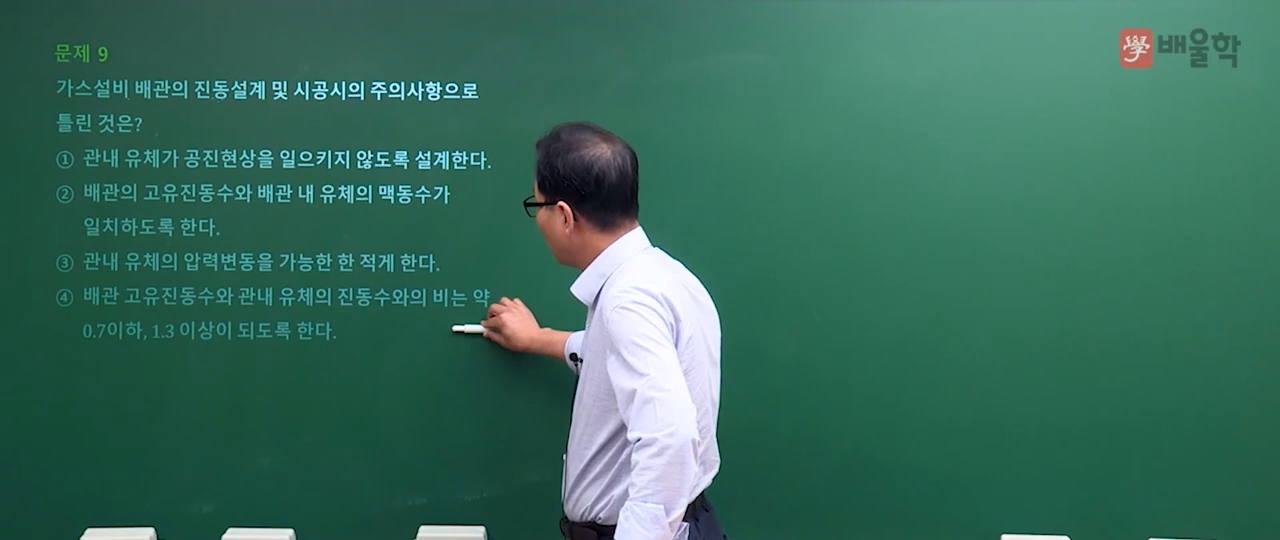 문제 9
學 배울학
가스설비 배관의 진동설계 및 시공시의 주의사항으로
틀린 것은?
① 관내 유체가 공진현상을 일으키지 않도록 설계한다.
② 배관의 고유진동수와 배관 내 유체의 맥동수가
일치하도록 한다.
③ 관내 유체의 압력변동을 가능한 한 적게 한다.
④ 배관 고유진동수와 관내 유체의 진동수와의 비는 약
0.7이하, 1.3 이상이 되도록 한다.